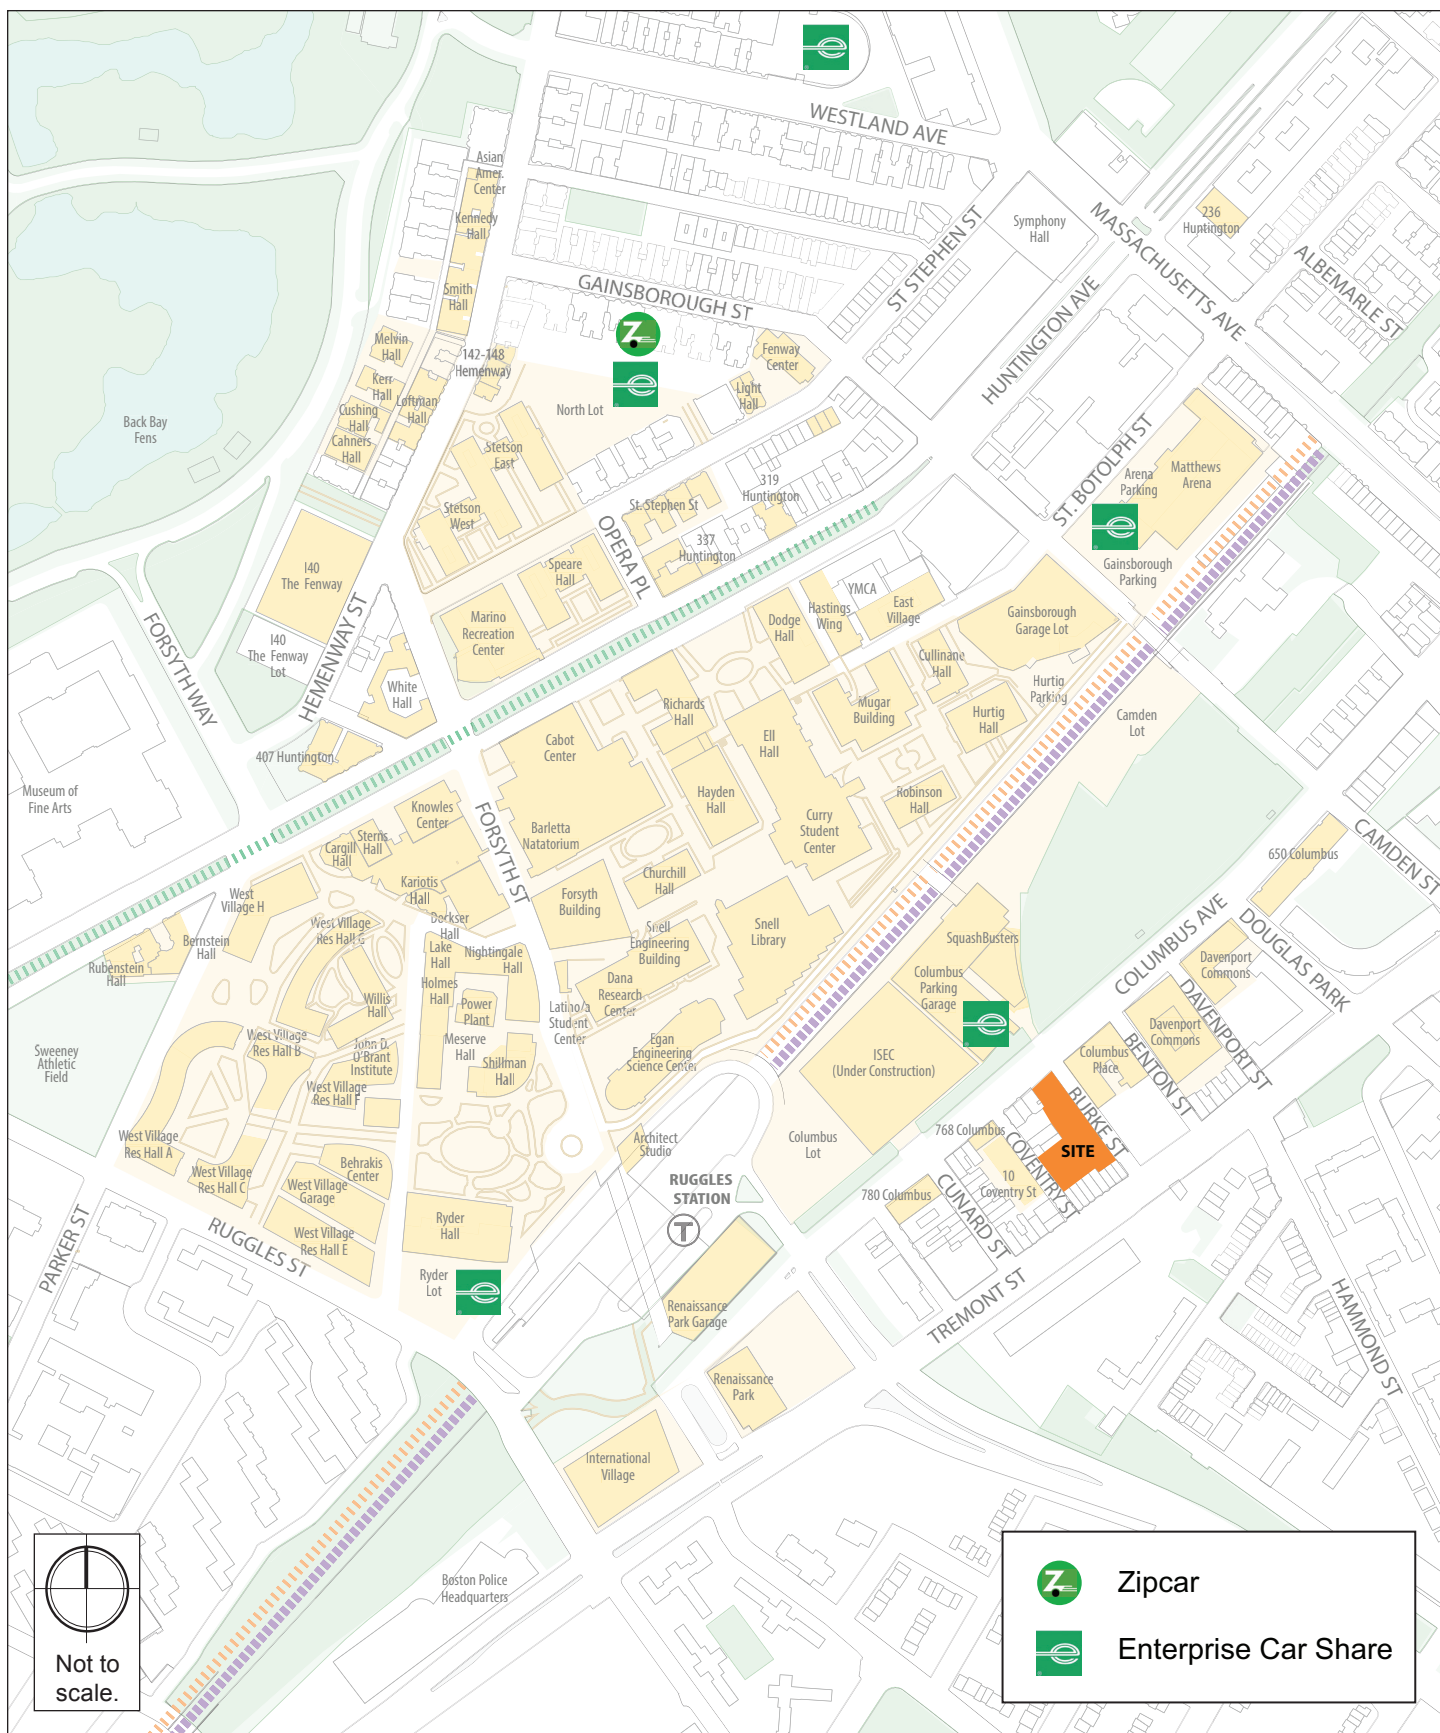 WESTLAND AVE
Asian
Amer.
Center
Kennedy
Hall
Smith
Hall
GAINSBOROUGH ST
ST STEPHEN ST
Symphony
Hall
MASSACHUSETTS AVE
236
Huntington
ALBEMARLE ST
HUNTINGTON AVE
Melvin
Hall
142-148
Hemenway
Fenway
Center
Kerr
Hall
Loftman
Hall
Light
Hall
Cushing
Hall
Cahners
Hall
North Lot
Back Bay
Fens
Stetson
East
Stetson
West
319
Huntington
St. Stephen St
337
Huntington
OPERA PL
ST. BOTOLPH ST
Arena
Parking
Matthews
Arena
Gainsborough
Parking
140
The Fenway
140
The Fenway
Lot
FORSYTH WAY
HEMENWAY ST
Speare
Hall
Marino
Recreation
Center
White
Hall
407 Huntington
Museum of
Fine Arts
YMCA
Hastings
Wing
East
Village
Dodge
Hall
Gainsborough
Garage Lot
Cullinane
Hall
Hurtig
Parking
Mugar
Building
Hurtig
Hall
Camden
Lot
Richards
Hall
Ell
Hall
Cabot
Center
Hayden
Hall
Robinson
Hall
Curry
Student
Center
Barletta
Natatorium
Knowles
Center
FORSYTH ST
Sterns
Hall
Cargill
Hall
Kariotis
Hall
Churchill
Hall
Forsyth
Building
Dockser
Hall
West
Village H
West Village
Res Hall G
Bernstein
Hall
Rubenstein
Hall
Lake
Hall
Nightingale
Hall
Snell
Engineering
Building
Snell
Library
SquashBusters
650 Columbus
CAMDEN ST
COLUMBUS AVE
DOUGLAS PARK
Davenport
Commons
DAVENPORT ST
Davenport
Commons
BENTON ST
Columbus
Parking
Garage
Holmes
Hall
Willis
Hall
Power
Plant
Dana
Research
Center
Latino/a
Student
Center
West Village
Res Hall B
John D.
O'Brant
Institute
Meserve
Hall
Shillman
Hall
Egan
Engineering
Science Center
ISEC
(Under Construction)
Columbus
Place
BURKE ST
SITE
Sweeney
Athletic
Field
West Village
Res Hall F
West Village
Res Hall A
West Village
Res Hall C
Behrakis
Center
West Village
Garage
West Village
Res Hall E
Architect
Studio
Columbus
Lot
768 Columbus
COVENTRY ST
10
Coventry St
780 Columbus
CUNARD ST
RUGGLES
STATION
T
PARKER ST
RUGGLES ST
Ryder
Hall
Ryder
Lot
Renaissance
Park Garage
TREMONT ST
HAMMOND ST
Renaissance
Park
International
Village
Boston Police
Headquarters
Not to
scale.
Zipcar
Enterprise Car Share